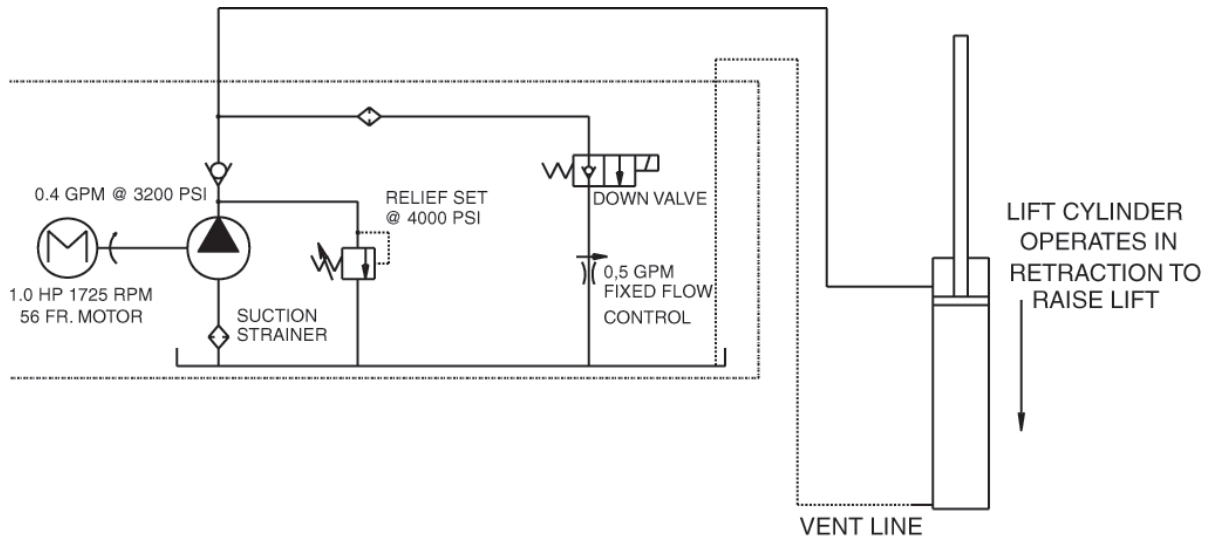 0.4 GPM @ 3200 PSI
M
1.0 HP 1725 RPM
56 FR. MOTOR
SUCTION
STRAINER
RELIEF SET
@ 4000 PSI
DOWN VALVE
0,5 GPM
FIXED FLOW
CONTROL
LIFT CYLINDER
OPERATES IN
RETRACTION TO
RAISE LIFT
VENT LINE